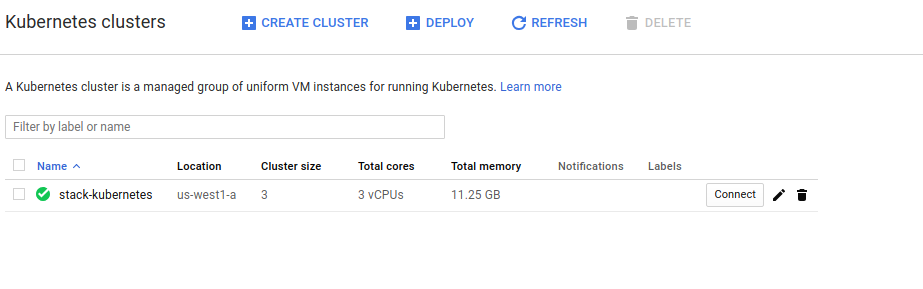 Kubernetes clusters CREATE CLUSTER DEPLOY REFRESH DELETE
A Kubernetes cluster is a managed group of uniform VM instances for running Kubernetes. Learn more
Filter by label or name
Name Location Cluster size Total cores Total memory Notifications Labels
stack-kubernetes us-west1-a 3 3 vCPUs 11.25 GB Connect